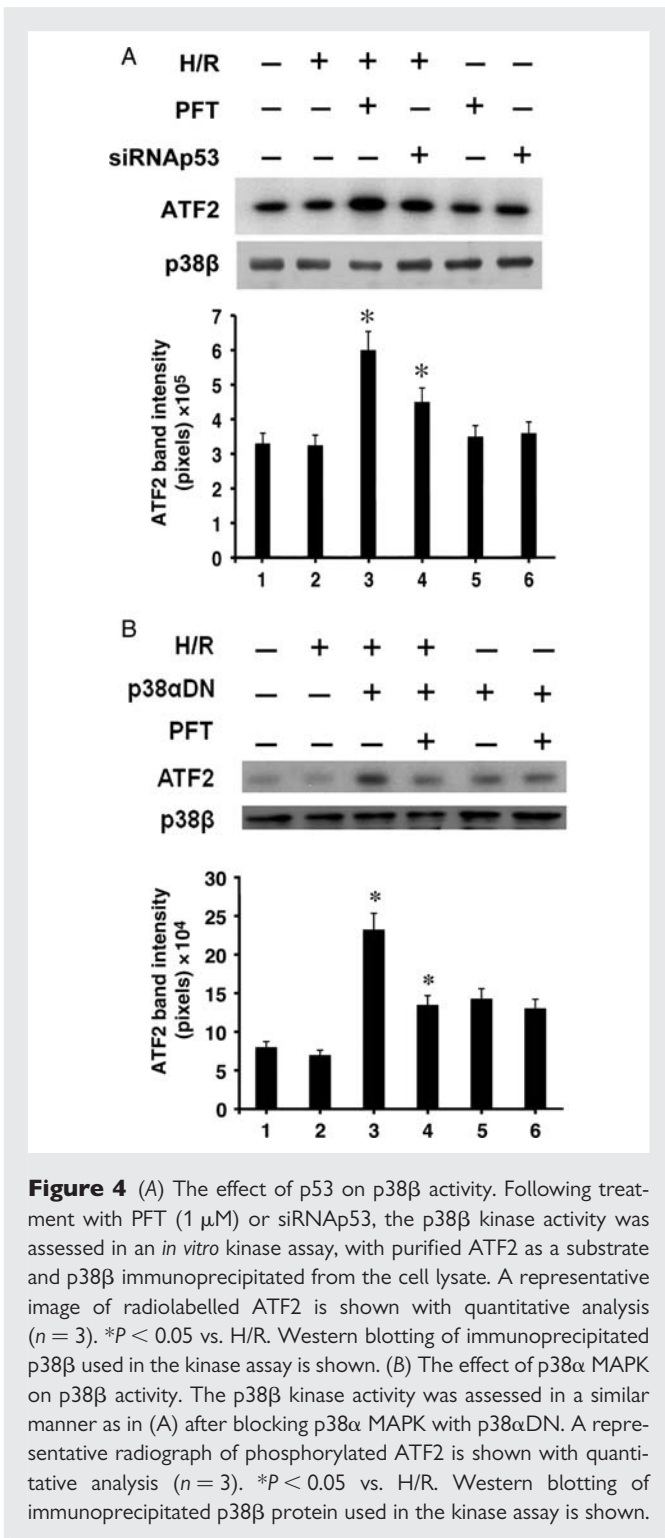 A
H/R − + + + − −
PFT − − + − + −
siRNAp53 − − − + − +
ATF2
p38β
ATF2 band intensity
(pixels) ×10⁵
7
6
5
4
3
2
1
0
* *
1 2 3 4 5 6
B
H/R − + + + − −
p38αDN − − + + + +
PFT − − − + − +
ATF2
p38β
ATF2 band intensity
(pixels) ×10⁴
30
25
20
15
10
5
0
* *
1 2 3 4 5 6
Figure 4 (A) The effect of p53 on p38β activity. Following treat-
ment with PFT (1 μM) or siRNAp53, the p38β kinase activity was
assessed in an in vitro kinase assay, with purified ATF2 as a substrate
and p38β immunoprecipitated from the cell lysate. A representative
image of radiolabelled ATF2 is shown with quantitative analysis
(n = 3). *P < 0.05 vs. H/R. Western blotting of immunoprecipitated
p38β used in the kinase assay is shown. (B) The effect of p38α MAPK
on p38β activity. The p38β kinase activity was assessed in a similar
manner as in (A) after blocking p38α MAPK with p38αDN. A repre-
sentative radiograph of phosphorylated ATF2 is shown with quanti-
tative analysis (n = 3). *P < 0.05 vs. H/R. Western blotting of
immunoprecipitated p38β protein used in the kinase assay is shown.